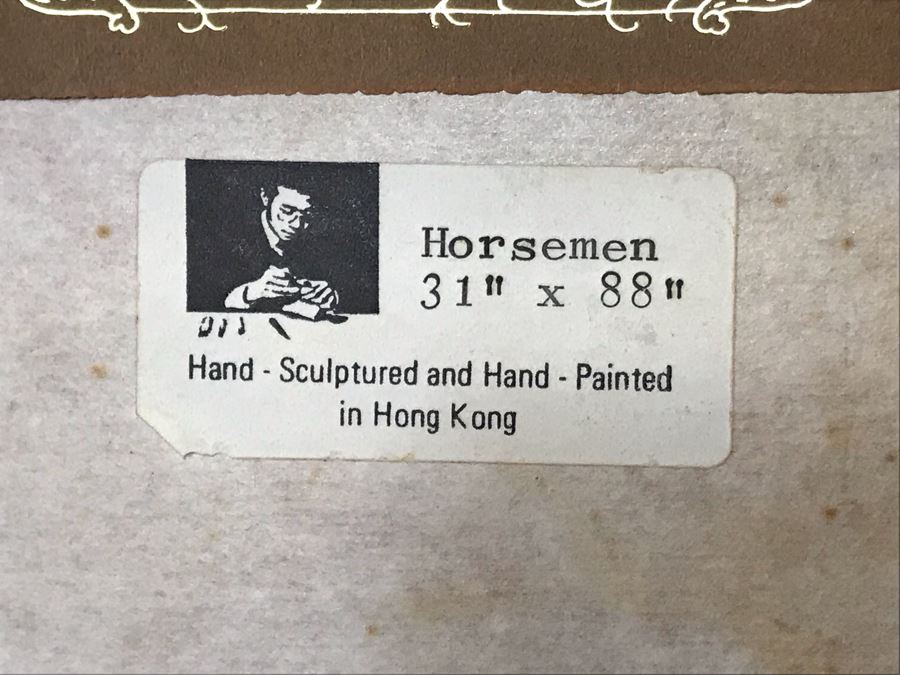 Horsemen
31" x 88"
Hand - Sculptured and Hand - Painted
in Hong Kong